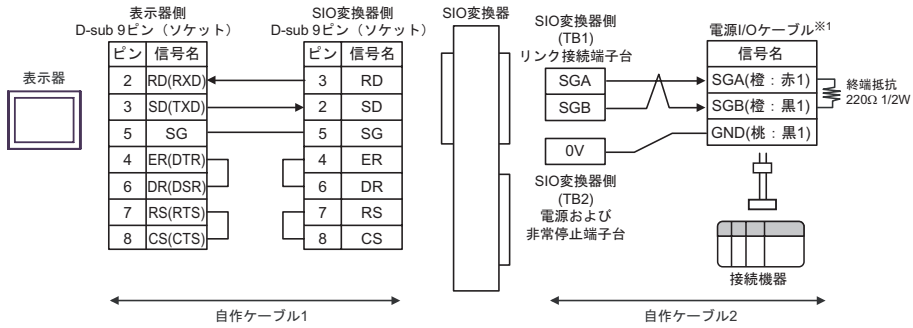 表示器
表示器側
D-sub 9ピン（ソケット）
ピン 信号名
2 RD(RXD)
3 SD(TXD)
5 SG
4 ER(DTR)
6 DR(DSR)
7 RS(RTS)
8 CS(CTS)
SIO変換器側
D-sub 9ピン（ソケット）
ピン 信号名
3 RD
2 SD
5 SG
4 ER
6 DR
7 RS
8 CS
自作ケーブル1
SIO変換器
SIO変換器側
(TB1)
リンク接続端子台
SGA
SGB
0V
SIO変換器側
(TB2)
電源および
非常停止端子台
電源I/Oケーブル※1
信号名
SGA(橙：赤1)
SGB(橙：黒1)
GND(桃：黒1)
終端抵抗
220Ω 1/2W
接続機器
自作ケーブル2